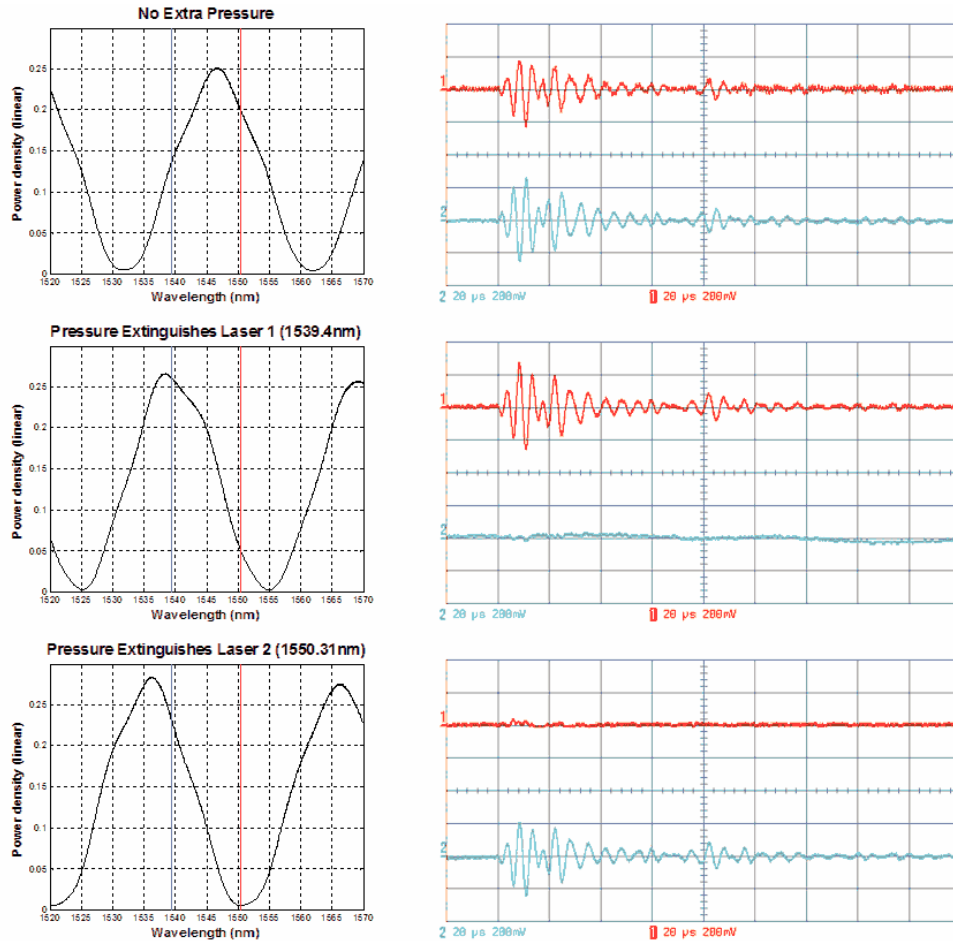 No Extra Pressure
Power density (linear)
0.25
0.2
0.15
0.1
0.05
0
1520 1525 1530 1535 1540 1545 1550 1555 1560 1565 1570
Wavelength (nm)
1
2
2 20 µs 200mV 1 20 µs 200mV
Pressure Extinguishes Laser 1 (1539.4nm)
Power density (linear)
0.25
0.2
0.15
0.1
0.05
0
1520 1525 1530 1535 1540 1545 1550 1555 1560 1565 1570
Wavelength (nm)
1
2
2 20 µs 200mV 1 20 µs 200mV
Pressure Extinguishes Laser 2 (1550.31nm)
Power density (linear)
0.25
0.2
0.15
0.1
0.05
0
1520 1525 1530 1535 1540 1545 1550 1555 1560 1565 1570
Wavelength (nm)
1
2
2 20 µs 200mV 1 20 µs 200mV